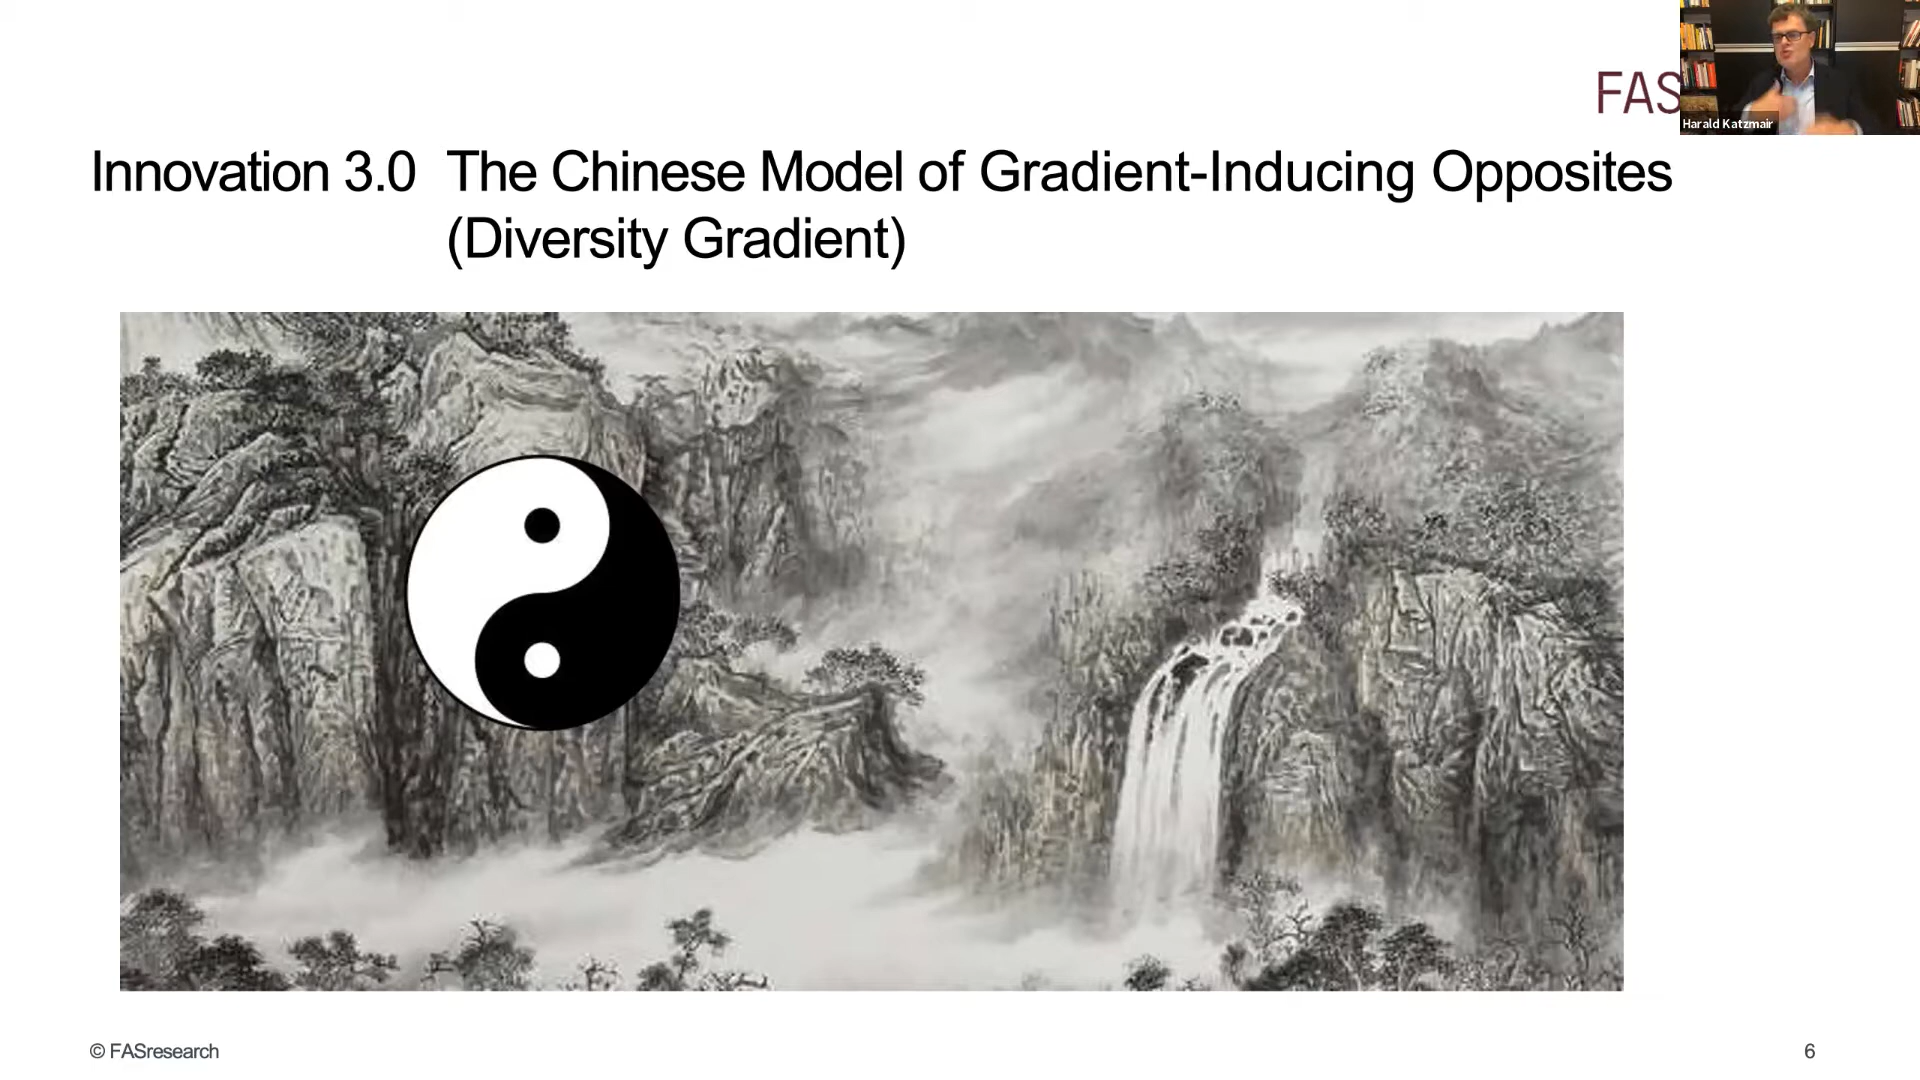 FAS
Harald Katzmair
Innovation 3.0 The Chinese Model of Gradient-Inducing Opposites
(Diversity Gradient)
© FASresearch
6